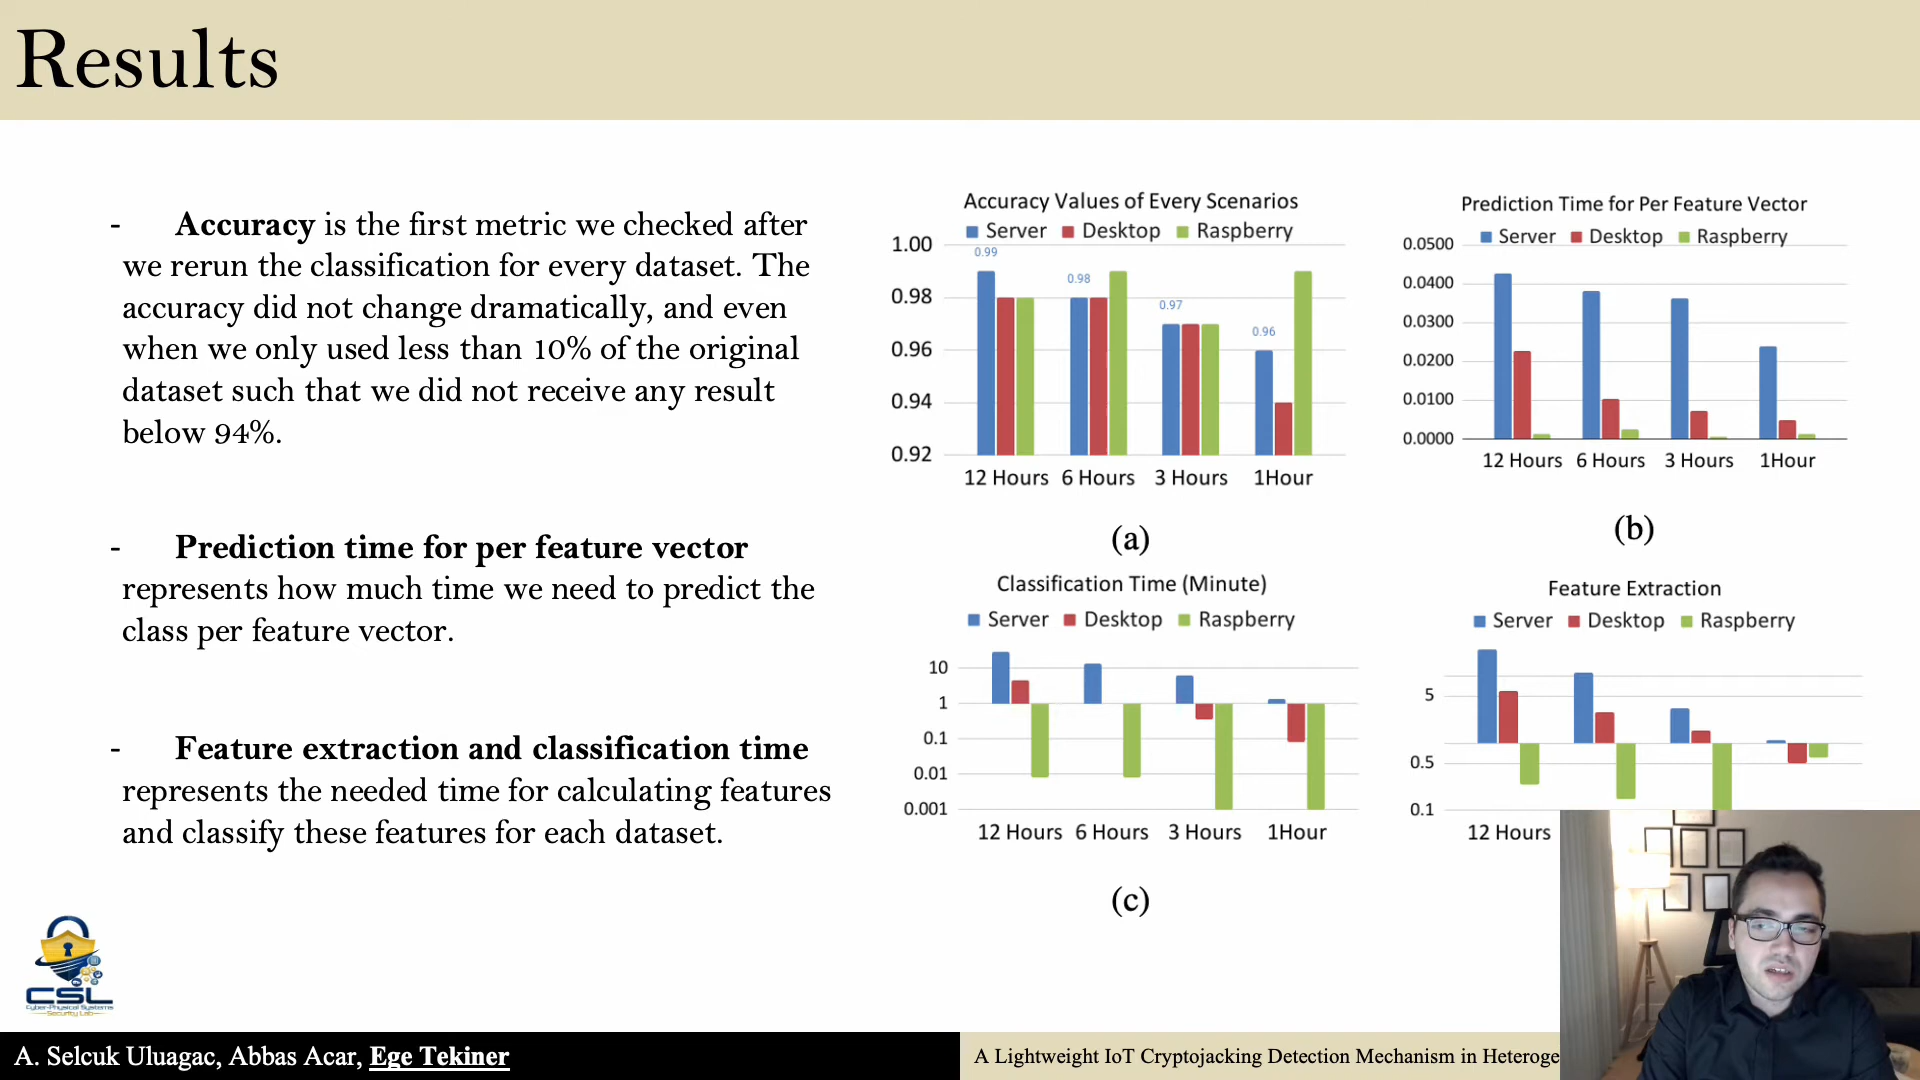 Results
- Accuracy is the first metric we checked after
we rerun the classification for every dataset. The
accuracy did not change dramatically, and even
when we only used less than 10% of the original
dataset such that we did not receive any result
below 94%.
- Prediction time for per feature vector
represents how much time we need to predict the
class per feature vector.
- Feature extraction and classification time
represents the needed time for calculating features
and classify these features for each dataset.
Accuracy Values of Every Scenarios
Server Desktop Raspberry
1.00
0.98
0.96
0.94
0.92
0.99
0.98
0.97
0.96
12 Hours 6 Hours 3 Hours 1Hour
(a)
Prediction Time for Per Feature Vector
Server Desktop Raspberry
0.0500
0.0400
0.0300
0.0200
0.0100
0.0000
12 Hours 6 Hours 3 Hours 1Hour
(b)
Classification Time (Minute)
Server Desktop Raspberry
10
1
0.1
0.01
0.001
12 Hours 6 Hours 3 Hours 1Hour
(c)
Feature Extraction
Server Desktop Raspberry
5
0.5
0.1
12 Hours
CSL
Cyber-Physical Systems
Security Lab
A. Selcuk Uluagac, Abbas Acar, Ege Tekiner
A Lightweight IoT Cryptojacking Detection Mechanism in Heteroge